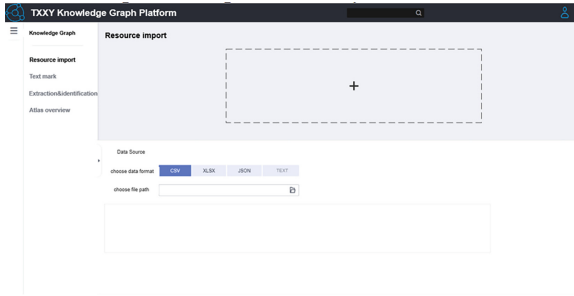 TXXY Knowledge Graph Platform
Knowledge Graph
Resource import
Resource import
Text mark
Extraction&identification
Atlas overview
Data Source
choose data format CSV XLSX JSON TEXT
choose file path